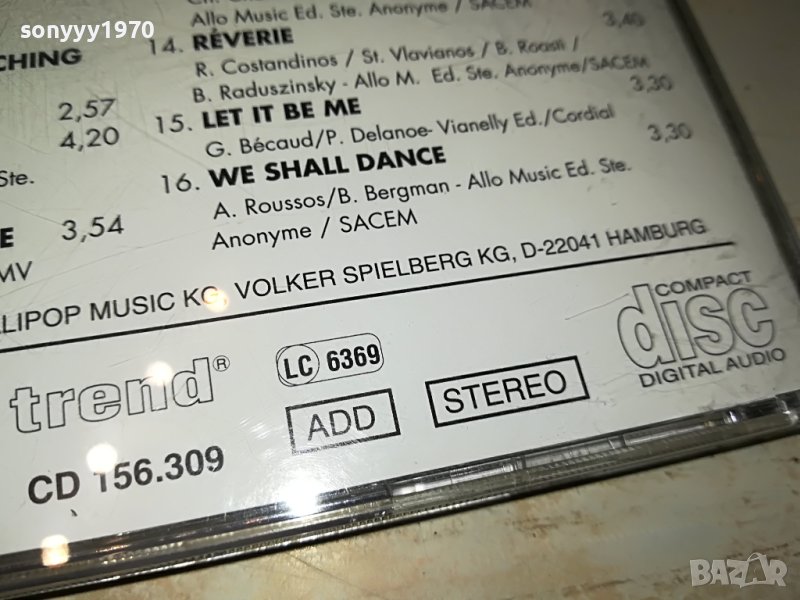 sonyyy1970
Allo Music Ed. Ste. Anonyme / SACEM
14. RÊVERIE 3,40
R. Costandinos / St. Vlavianos / B. Roasti /
B. Raduszinsky - Allo M. Ed. Ste. Anonyme/SACEM
15. LET IT BE ME 3,30
G. Bécaud/P. Delanoe- Vianelly Ed./Cordial
16. WE SHALL DANCE 3,30
A. Roussos/B. Bergman - Allo Music Ed. Ste.
Anonyme / SACEM
CHING
2,57
4,20
Ste.
E 3,54
MV
LLIPOP MUSIC KG, VOLKER SPIELBERG KG, D-22041 HAMBURG
trend®
LC 6369
ADD
STEREO
COMPACT
disc
DIGITAL AUDIO
CD 156.309
BAZAR